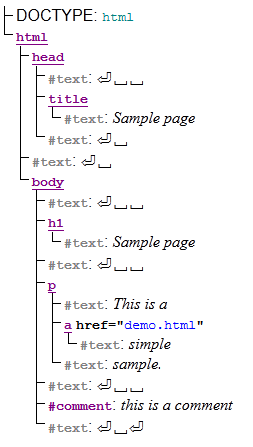 DOCTYPE: html
html
head
#text: ⏎␣␣
title
#text: Sample page
#text: ⏎␣
#text: ⏎␣
body
#text: ⏎␣␣
h1
#text: Sample page
#text: ⏎␣␣
p
#text: This is a
a href="demo.html"
#text: simple
#text: sample.
#text: ⏎␣␣
#comment: this is a comment
#text: ⏎␣⏎